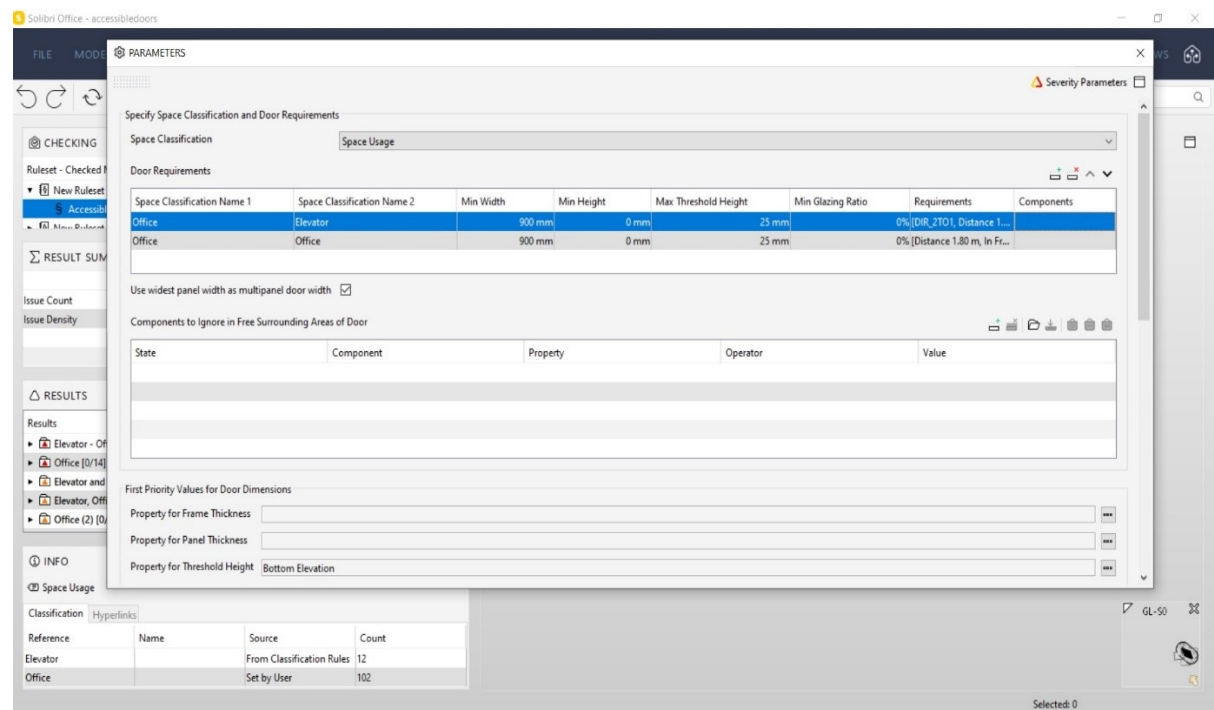 Solibri Office - accessibledoors
FILE MODE WS
PARAMETERS
Severity Parameters
Specify Space Classification and Door Requirements
Space Classification Space Usage
Door Requirements
Space Classification Name 1 Space Classification Name 2 Min Width Min Height Max Threshold Height Min Glazing Ratio Requirements Components
Office Elevator 900 mm 0 mm 25 mm 0% [DIR_2TO1, Distance 1....
Office Office 900 mm 0 mm 25 mm 0% [Distance 1.80 m, In Fr...
Use widest panel width as multipanel door width
Components to Ignore in Free Surrounding Areas of Door
State Component Property Operator Value
First Priority Values for Door Dimensions
Property for Frame Thickness
Property for Panel Thickness
Property for Threshold Height Bottom Elevation
CHECKING
Ruleset - Checked
New Ruleset
§ Accessibl
New Ruleset
RESULT SUM
Issue Count
Issue Density
RESULTS
Results
Elevator - Of
Office [0/14]
Elevator and
Elevator, Offi
Office (2) [0/
INFO
Space Usage
Classification Hyperlinks
Reference Name Source Count
Elevator From Classification Rules 12
Office Set by User 102
GL-S0
Selected: 0